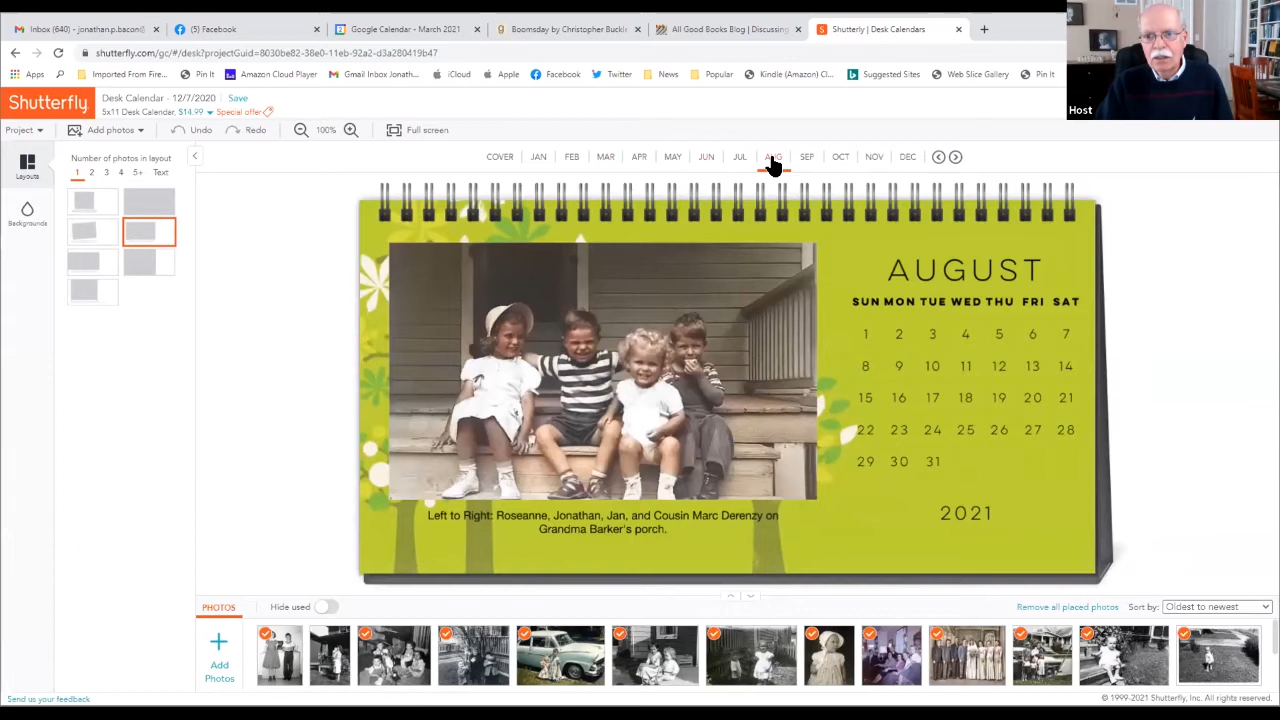 Inbox (640) - jonathan.p.tisconi@
(5) Facebook
Google Calendar - March 2021
Boomsday by Christopher Buckle
All Good Books Blog | Discussing
Shutterly | Desk Calendars
shutterfly.com/gc/#/desk?projectGuid=8030be82-38e0-11eb-92a2-d3a280419b47
Apps
Imported From Fire...
Pin It
Amazon Cloud Player
Gmail Inbox Jonath...
iCloud
Apple
Facebook
Twitter
News
Popular
Kindle (Amazon) Cl...
Suggested Sites
Web Slice Gallery
Pin It
Host
Shutterfly.
Desk Calendar - 12/7/2020 Save
5x11 Desk Calendar, $14.99 Special offer
Project
Add photos
Undo
Redo
100%
Full screen
Layouts
Backgrounds
Number of photos in layout
1 2 3 4 5+ Text
COVER JAN FEB MAR APR MAY JUN JUL AUG SEP OCT NOV DEC
AUGUST
SUN MON TUE WED THU FRI SAT
1 2 3 4 5 6 7
8 9 10 11 12 13 14
15 16 17 18 19 20 21
22 23 24 25 26 27 28
29 30 31
2021
Left to Right: Roseanne, Jonathan, Jan, and Cousin Marc Derenzy on
Grandma Barker's porch.
PHOTOS
Hide used
Remove all placed photos
Sort by: Oldest to newest
Add
Photos
Send us your feedback
© 1999-2021 Shutterfly, Inc. All rights reserved.